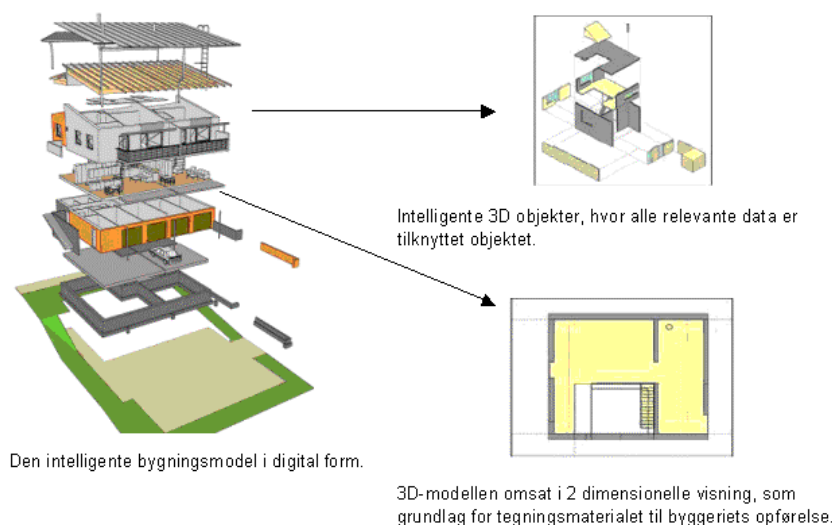 Intelligente 3D objekter, hvor alle relevante data er
tilknyttet objektet.
Den intelligente bygningsmodel i digital form.
3D-modellen omsat i 2 dimensionelle visning, som
grundlag for tegningsmaterialet til byggeriets opførelse.